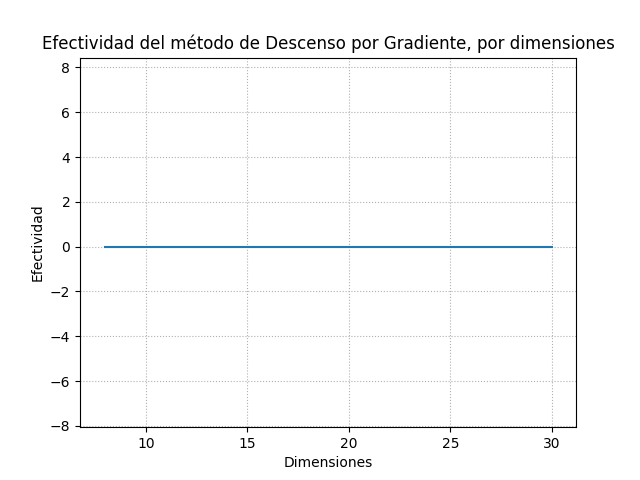 Efectividad del método de Descenso por Gradiente, por dimensiones
8
6
4
2
0
−2
−4
−6
−8
Efectividad
10 15 20 25 30
Dimensiones